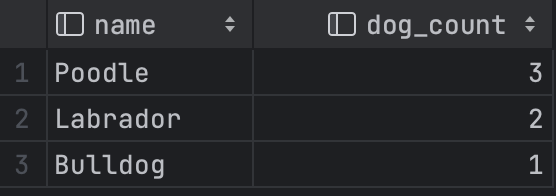 name dog_count
1 Poodle 3
2 Labrador 2
3 Bulldog 1